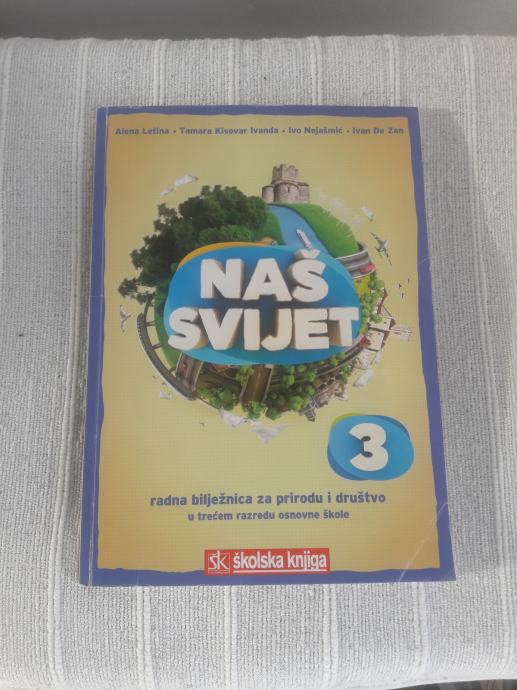 Alena Letina • Tamara Kisovar Ivanda • Ivo Nejašmić • Ivan De Zan
NAŠ
SVIJET
3
radna bilježnica za prirodu i društvo
u trećem razredu osnovne škole
ŠK školska knjiga